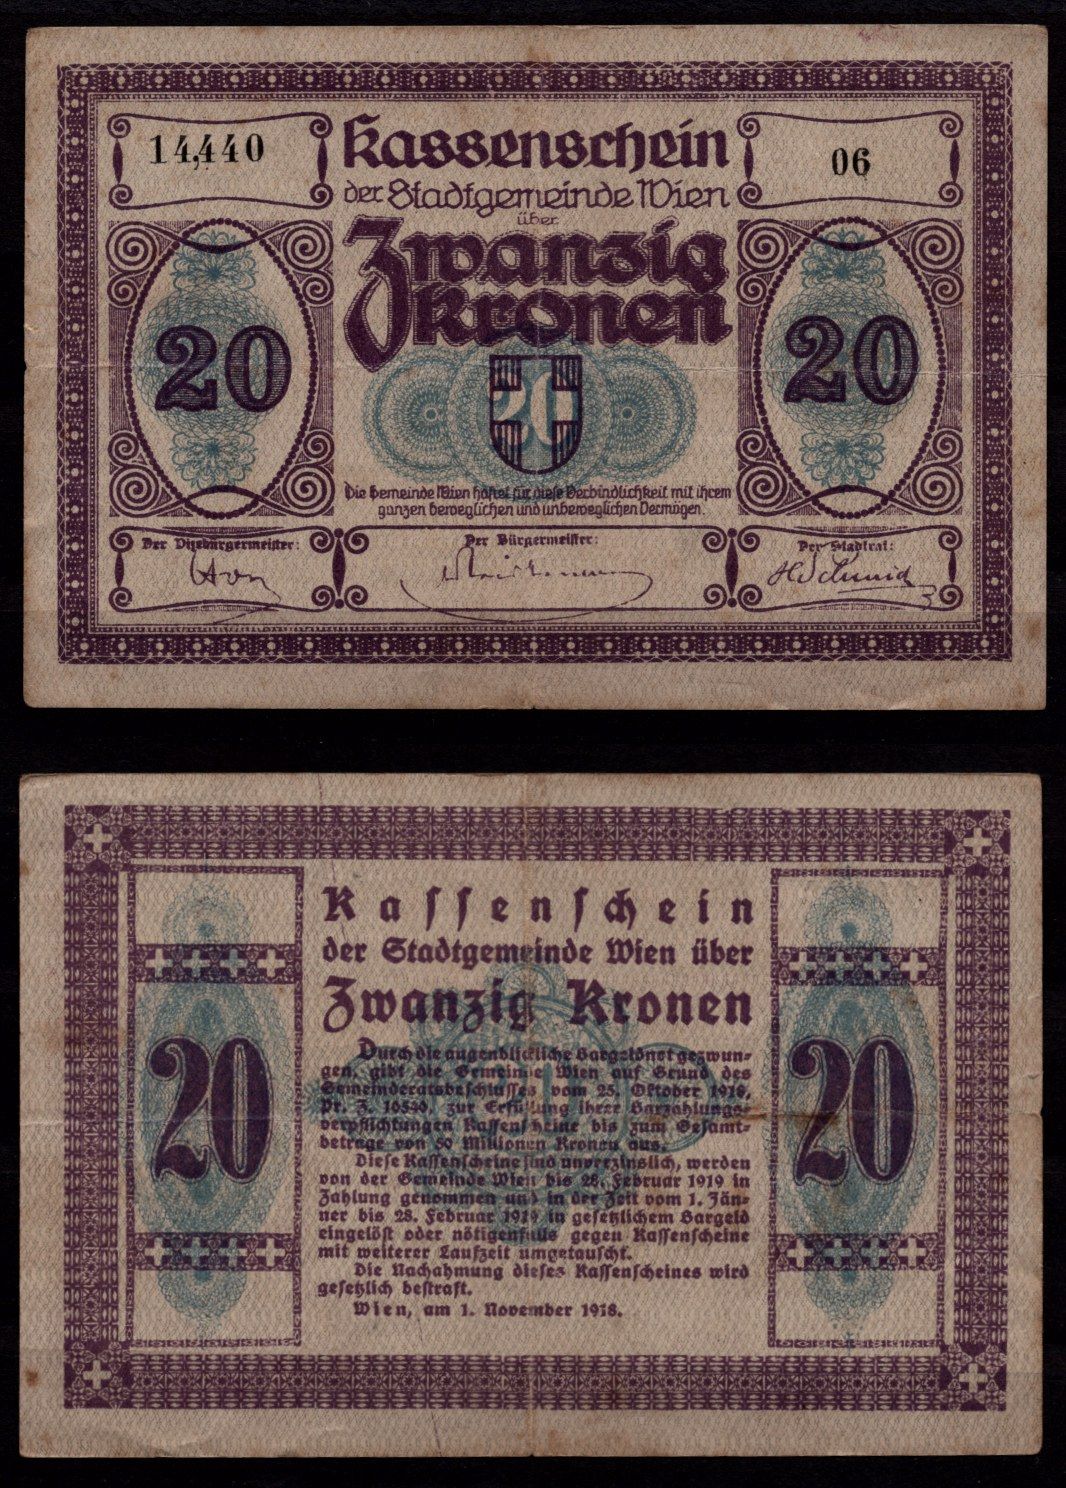 14,440
Kassenschein
06
der Stadtgemeinde Wien
über
Zwanzig
Kronen
20
20
20
Die Gemeinde Wien haftet für diese Verbindlichkeit mit ihrem
ganzen beweglichen und unbeweglichen Vermögen.
Der Vizebürgermeister:
Der Bürgermeister:
Der Stadtrat:
H Schmid
Kassenschein
der Stadtgemeinde Wien über
Zwanzig Kronen
20
20
Durch die augenblickliche Bargeldnot gezwun-
gen, gibt die Gemeinde Wien auf Grund des
Gemeinderatsbeschlusses vom 25. Oktober 1918,
Pr. Z. zur Erfüllung ihrer Barzahlungs-
verpflichtungen Kassenscheine bis zum Gesamt-
betrage von 50 Millionen Kronen aus.
Diese Kassenscheine sind unverzinslich, werden
von der Gemeinde Wien bis 28. Februar 1919 in
Zahlung genommen und in der Zeit vom 1. Jän-
ner bis 28. Februar 1919 in gesetzlichem Bargeld
eingelöst oder nötigenfalls gegen Kassenscheine
mit weiterer Laufzeit umgetauscht.
Die Nachahmung dieses Kassenscheines wird
gesetzlich bestraft.
Wien, am 1. November 1918.